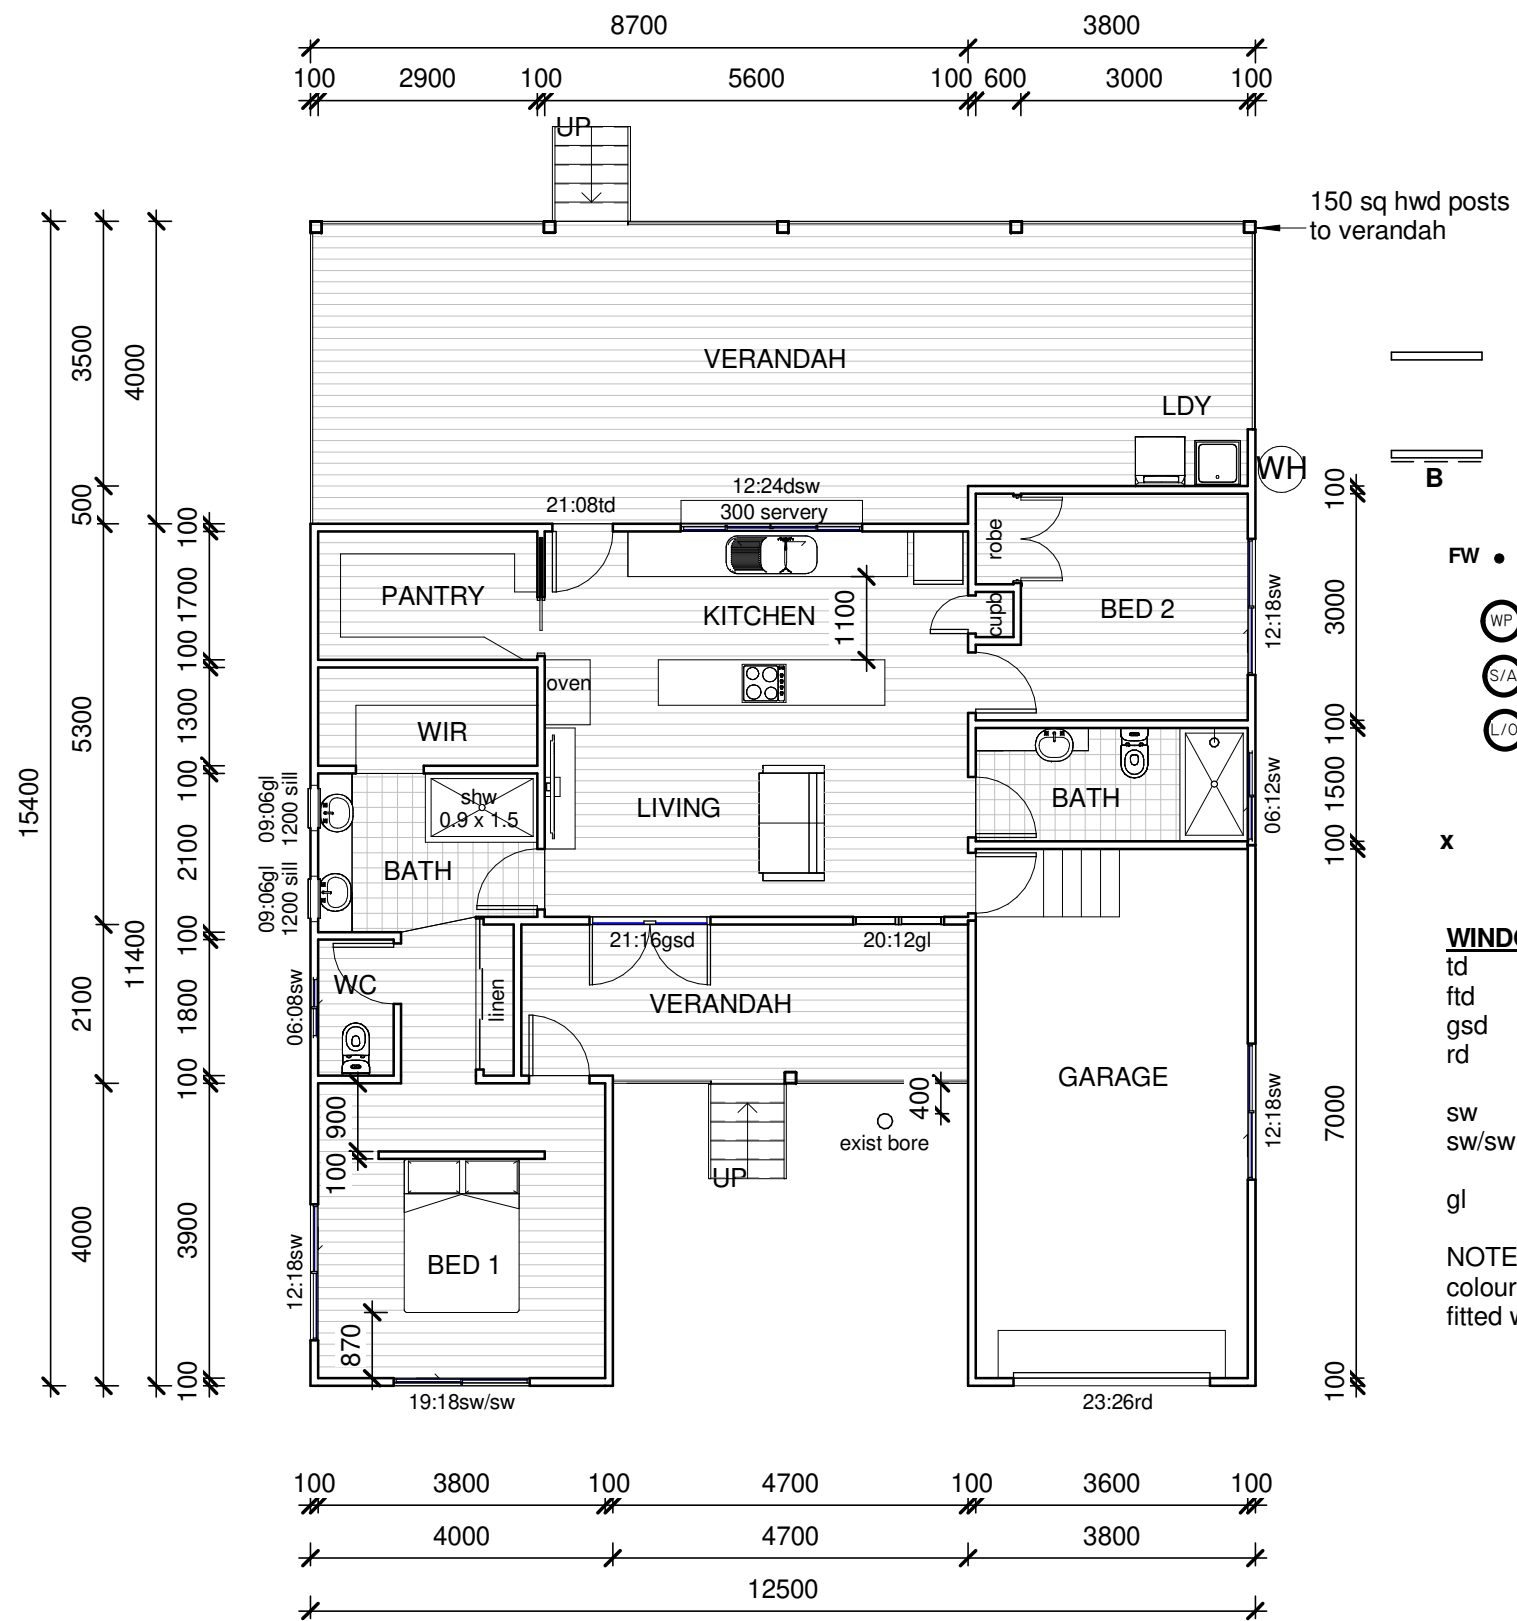 8700 3800
100 2900 100 5600 100 600 3000 100
UP
150 sq hwd posts
to verandah
VERANDAH
LDY
WH
B
12:24dsw
21:08td
300 servery
robe
FW
PANTRY
KITCHEN
1100
cupb
BED 2
12:18sw
WP
oven
S/A
WIR
L/O
shw
0.9 x 1.5
LIVING
BATH
06:12sw
09:06gl
1200 sill
09:06gl
1200 sill
BATH
x
21:16gsd
20:12gl
WC
06:08sw
linen
VERANDAH
GARAGE
400
exist bore
UP
12:18sw
900
100
BED 1
12:18sw
870
19:18sw/sw
23:26rd
15400
3500
500
5300
2100
4000
4000
11400
100
1700
100
1300
100
2100
100
1800
100
3900
100
100
3000
100
1500
100
7000
100
WINDO
td
ftd
gsd
rd
sw
sw/sw
gl
NOTE
colour
fitted w
100 3800 100 4700 100 3600 100
4000 4700 3800
12500